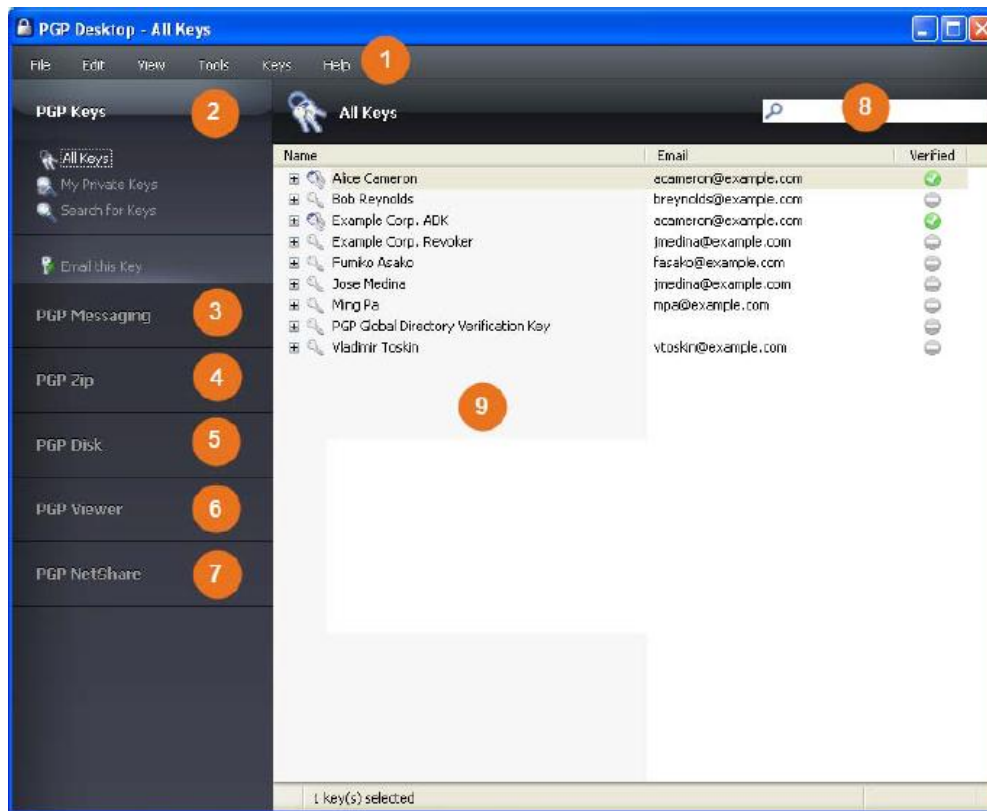 PGP Desktop - All Keys
File Edit View Tools Keys Help 1
PGP Keys 2
All Keys
My Private Keys
Search for Keys
Email this Key
PGP Messaging 3
PGP Zip 4
PGP Disk 5
PGP Viewer 6
PGP NetShare 7
All Keys 8
Name Email Verified
Alice Cameron acameron@example.com
Bob Reynolds breynolds@example.com
Example Corp. ADK acameron@example.com
Example Corp. Revoker jmedina@example.com
Fumiko Asako fasako@example.com
Jose Medina jmedina@example.com
Ming Pa mpa@example.com
PGP Global Directory Verification Key
Vladimir Toskin vtoskin@example.com
9
1 key(s) selected